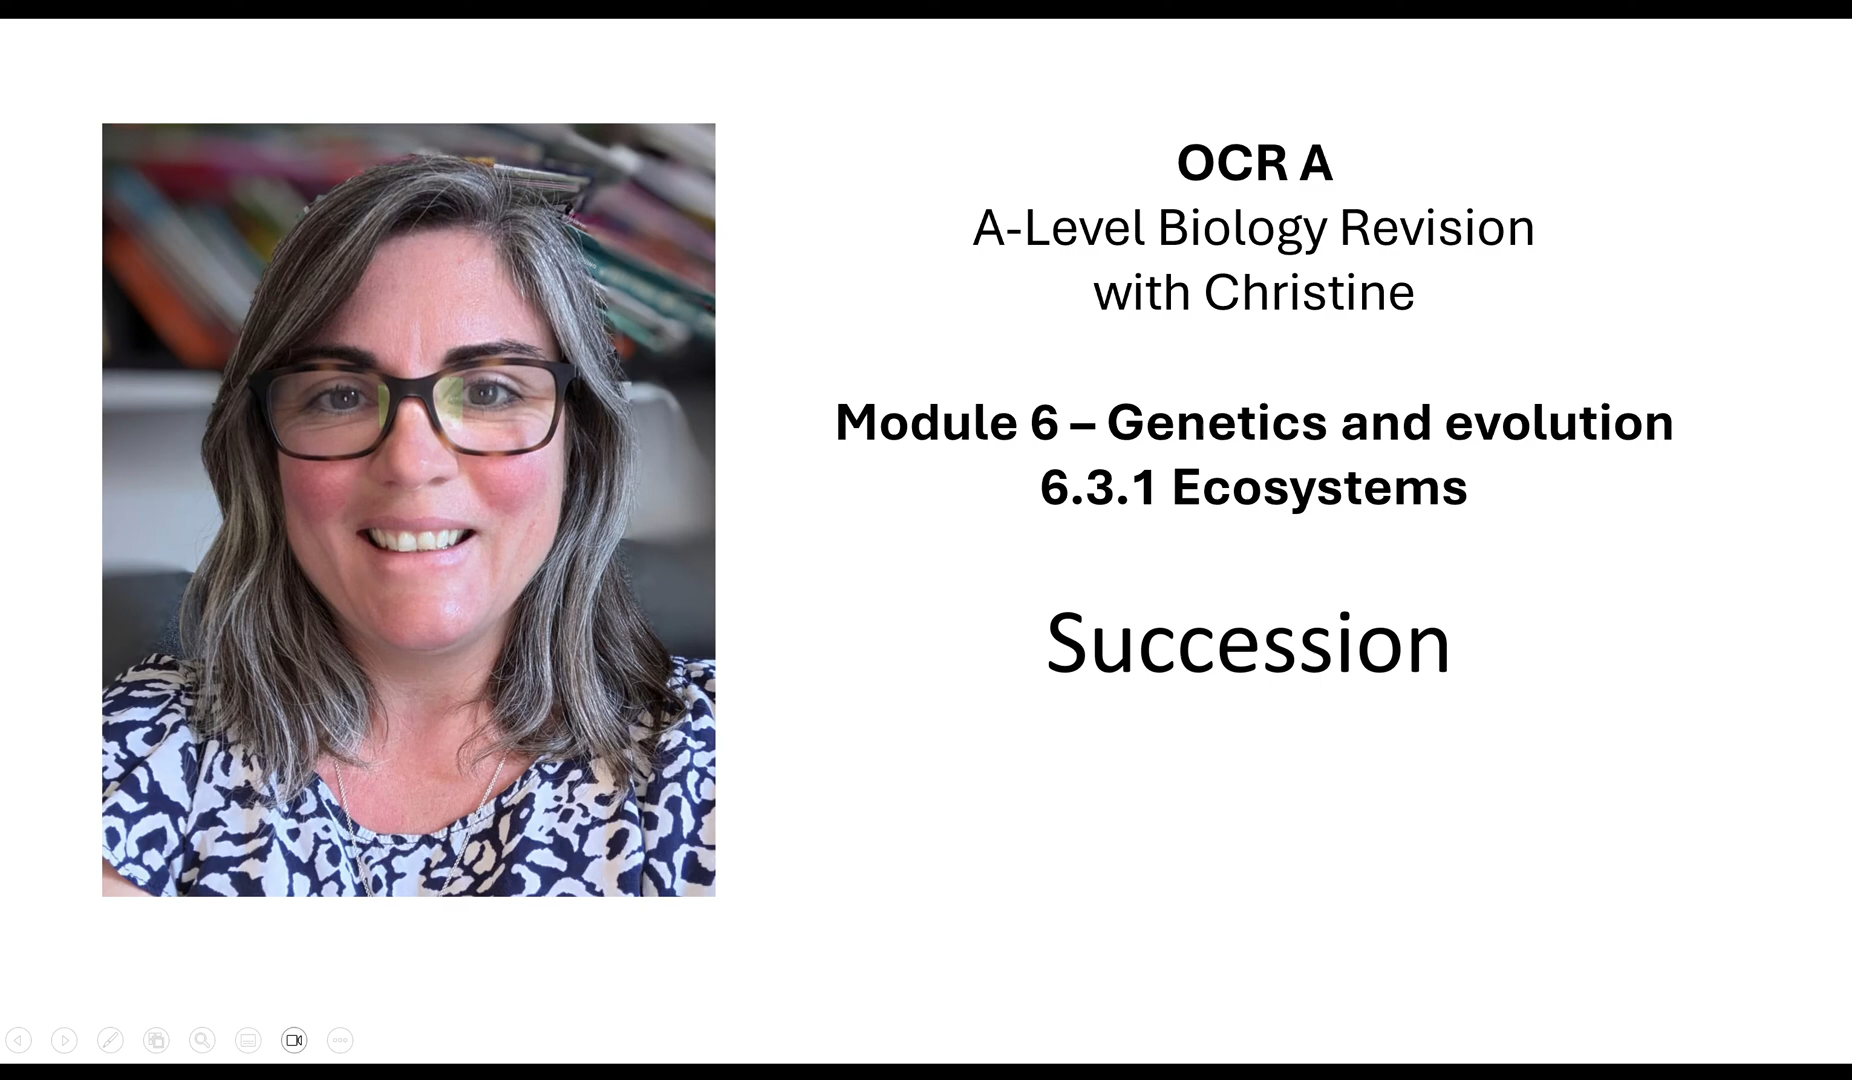 OCR A
A-Level Biology Revision
with Christine
Module 6 – Genetics and evolution
6.3.1 Ecosystems
Succession